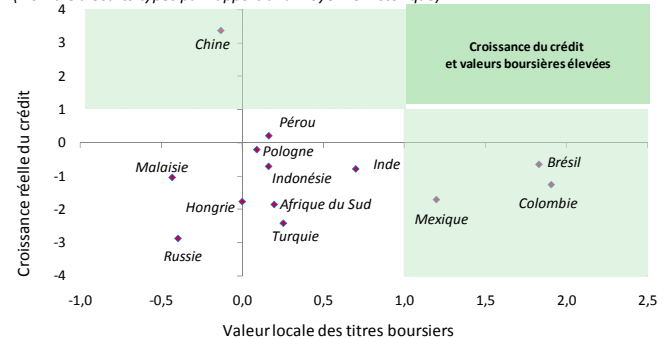 4
3
2
1
0
-1
-2
-3
-4
Croissance réelle du crédit
Chine
Croissance du crédit
et valeurs boursières élevées
Pérou
Pologne
Malaisie
Indonésie
Inde
Brésil
Hongrie
Afrique du Sud
Mexique
Colombie
Turquie
Russie
-1,0 -0,5 0,0 0,5 1,0 1,5 2,0 2,5
Valeur locale des titres boursiers